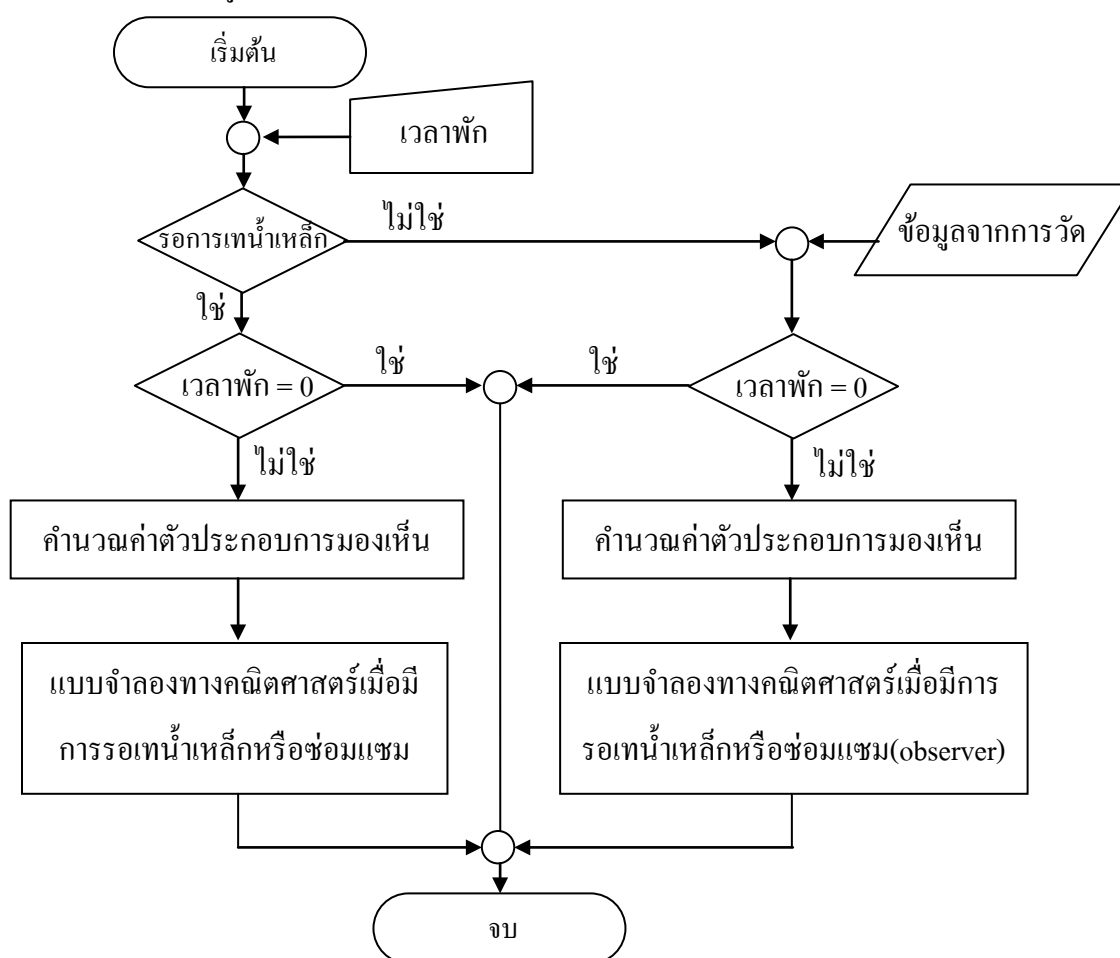 เริ่มต้น
เวลาพัก
รอการเทน้ำเหล็ก
ไม่ใช่
ข้อมูลจากการวัด
ใช่
เวลาพัก = 0
ใช่
ใช่
เวลาพัก = 0
ไม่ใช่
ไม่ใช่
คำนวณค่าตัวประกอบการมองเห็น
คำนวณค่าตัวประกอบการมองเห็น
แบบจำลองทางคณิตศาสตร์เมื่อมี
การรอเทน้ำเหล็กหรือซ่อมแซม
แบบจำลองทางคณิตศาสตร์เมื่อมีการ
รอเทน้ำเหล็กหรือซ่อมแซม(observer)
จบ